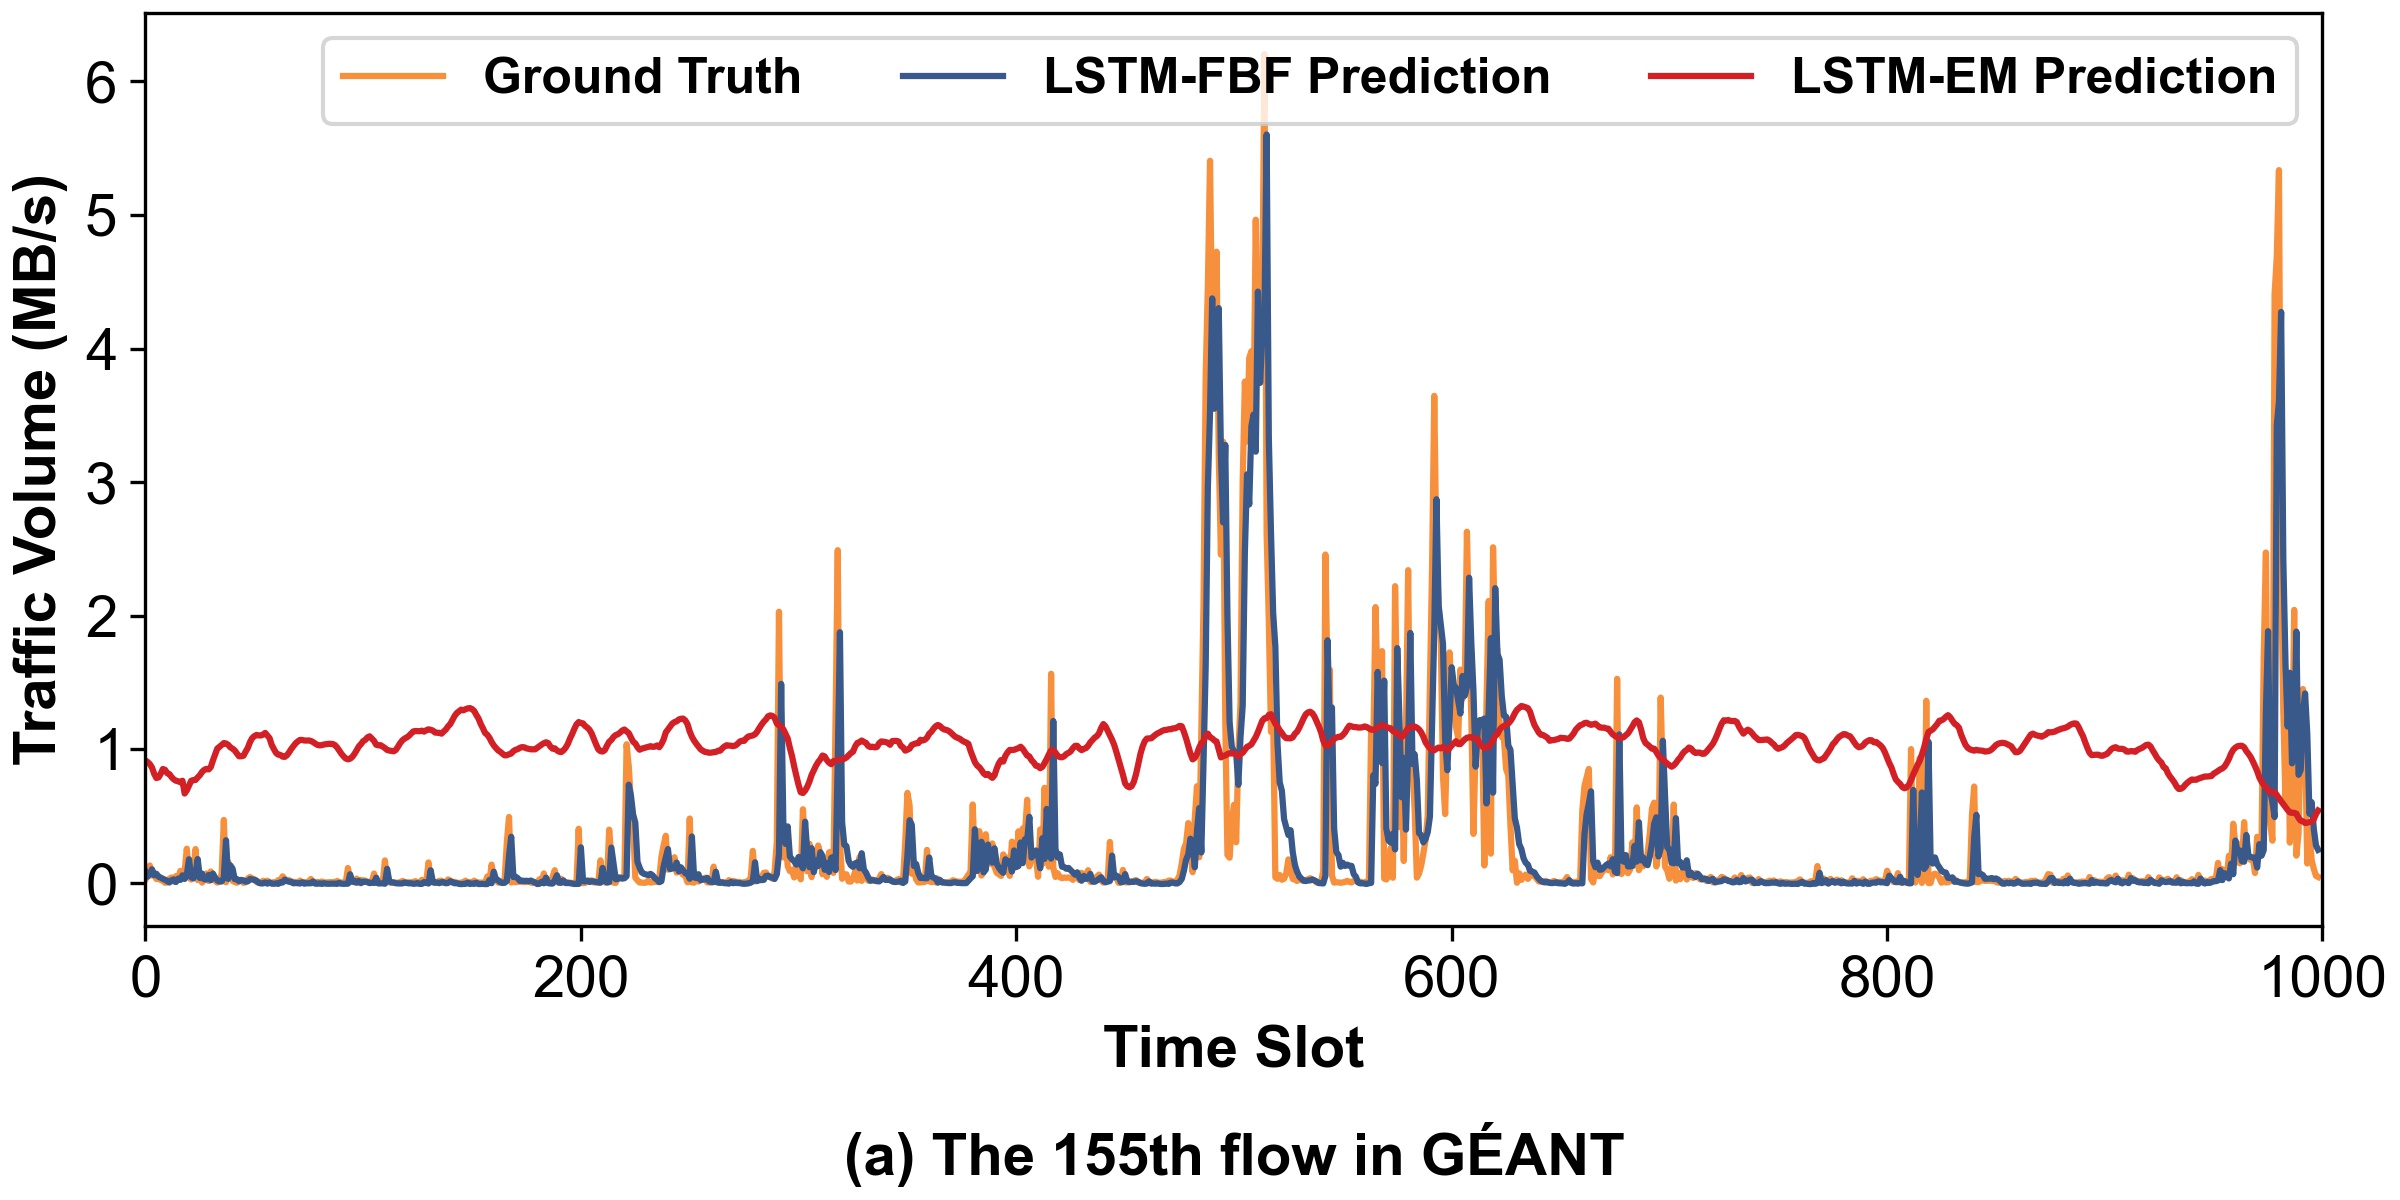 Ground Truth LSTM-FBF Prediction LSTM-EM Prediction
Traffic Volume (MB/s)
6
5
4
3
2
1
0
0 200 400 600 800 1000
Time Slot
(a) The 155th flow in GÉANT